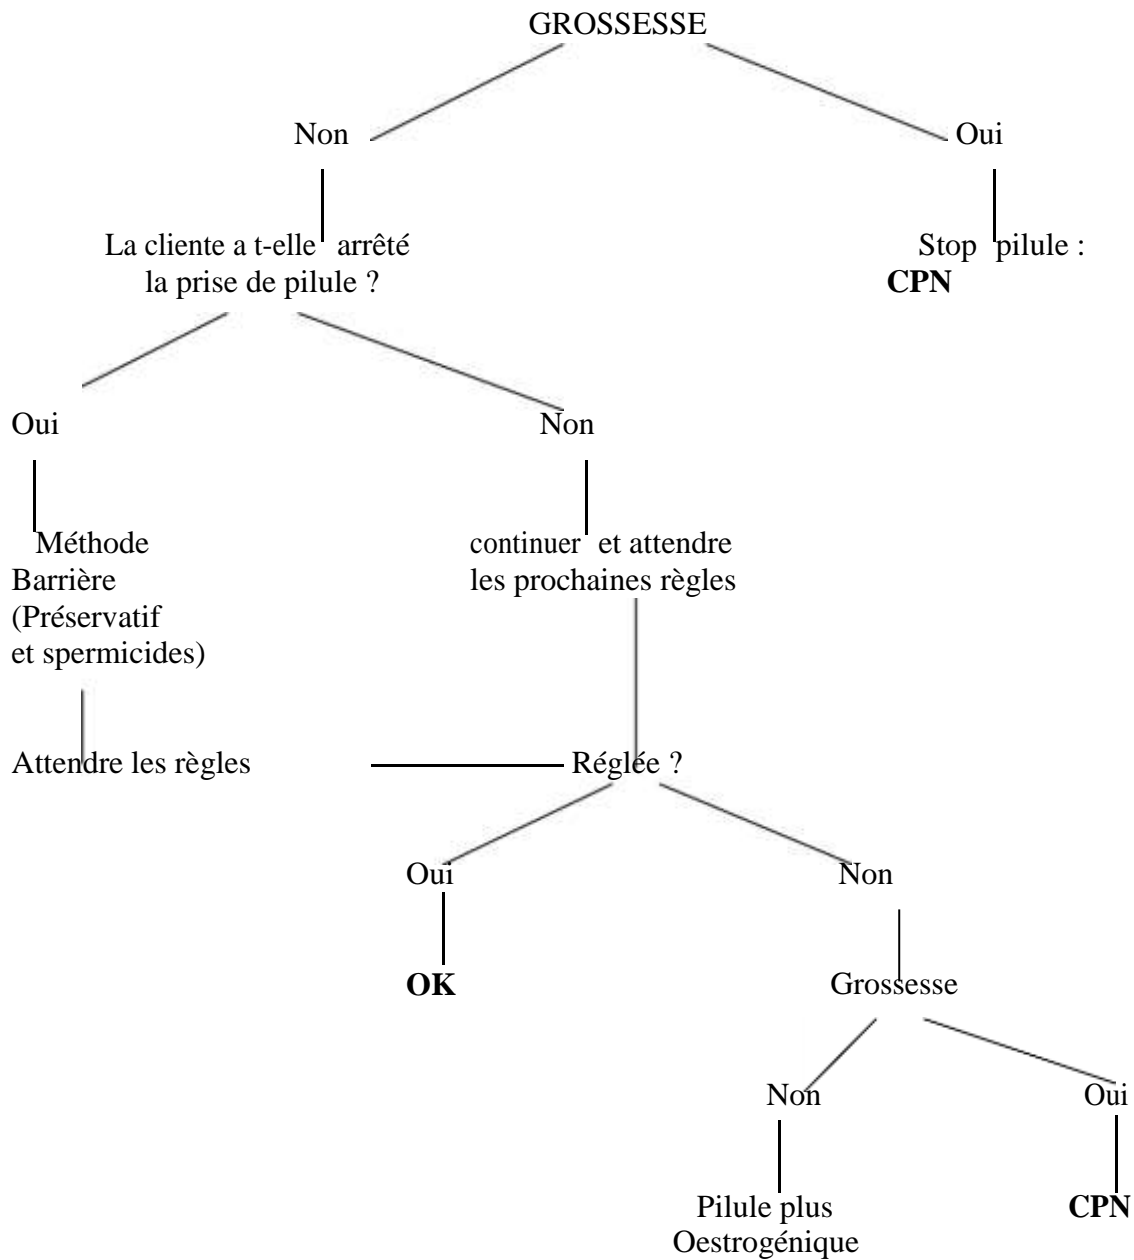 GROSSESSE
Non
Oui
La cliente a t-elle arrêté
la prise de pilule ?
Stop pilule :
CPN
Oui
Non
Méthode
Barrière
(Préservatif
et spermicides)
continuer et attendre
les prochaines règles
Attendre les règles
Réglée ?
Oui
Non
OK
Grossesse
Non
Oui
Pilule plus
Oestrogénique
CPN